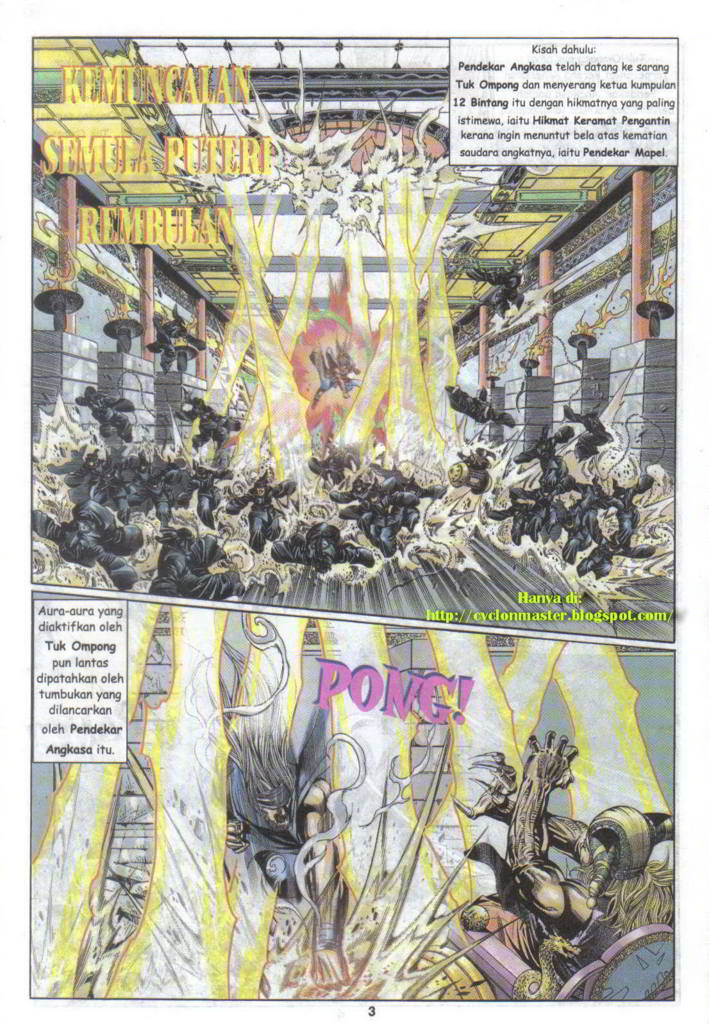 KEMUNCALAN
SEMULA PUTERI
REMBULAN
Kisah dahulu:
Pendekar Angkasa telah datang ke sarang
Tuk Ompong dan menyerang ketua kumpulan
12 Bintang itu dengan hikmatnya yang paling
istimewa, iaitu Hikmat Keramat Pengantin
kerana ingin menuntut bela atas kematian
saudara angkatnya, iaitu Pendekar Mapel.
Hanya di:
http://cyclonmaster.blogspot.com/
Aura-aura yang
diaktifkan oleh
Tuk Ompong
pun lantas
dipatahkan oleh
tumbukan yang
dilancarkan
oleh Pendekar
Angkasa itu.
PONG!
3